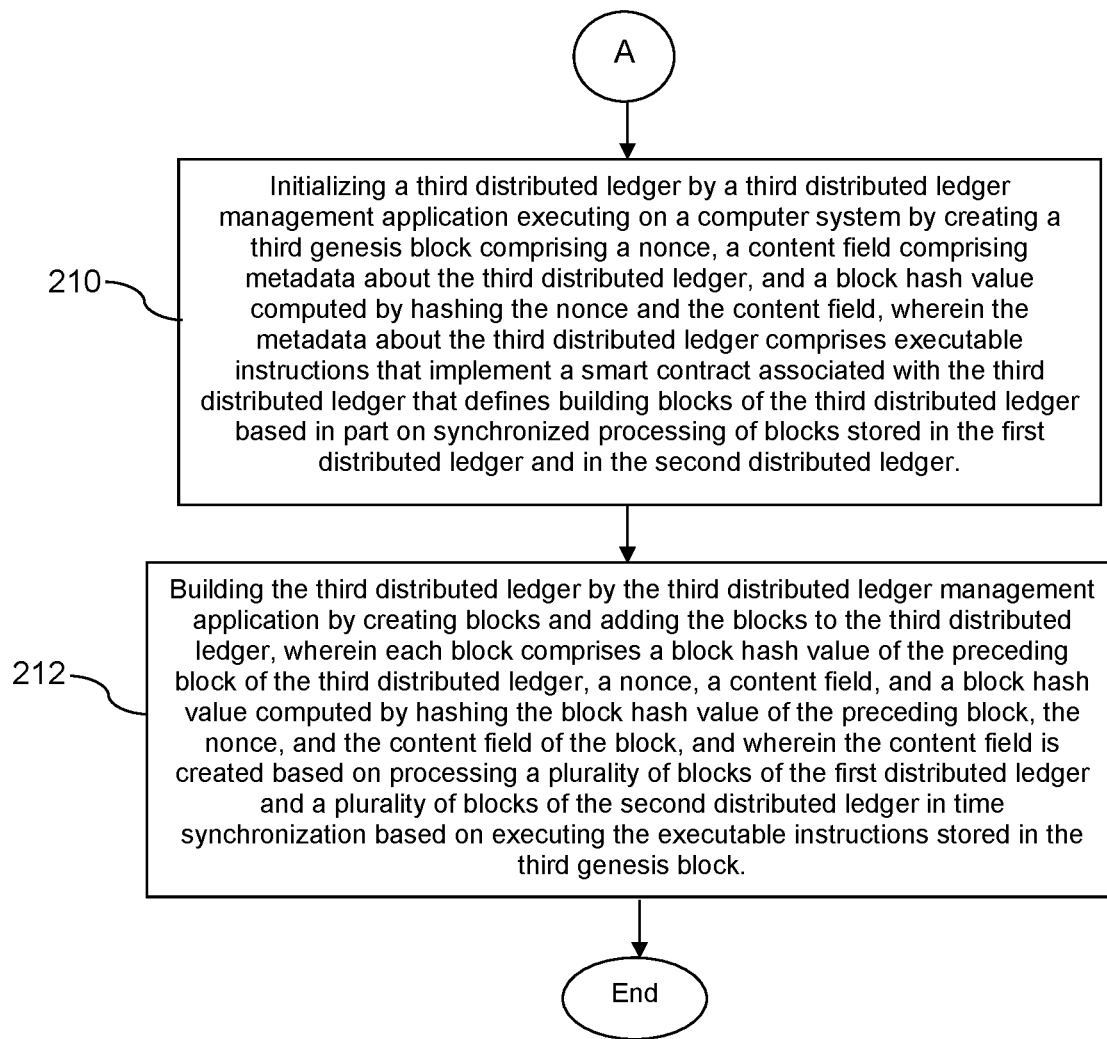 A
Initializing a third distributed ledger by a third distributed ledger
management application executing on a computer system by creating a
third genesis block comprising a nonce, a content field comprising
metadata about the third distributed ledger, and a block hash value
computed by hashing the nonce and the content field, wherein the
metadata about the third distributed ledger comprises executable
instructions that implement a smart contract associated with the third
distributed ledger that defines building blocks of the third distributed ledger
based in part on synchronized processing of blocks stored in the first
distributed ledger and in the second distributed ledger.
210
Building the third distributed ledger by the third distributed ledger management
application by creating blocks and adding the blocks to the third distributed
ledger, wherein each block comprises a block hash value of the preceding
block of the third distributed ledger, a nonce, a content field, and a block hash
value computed by hashing the block hash value of the preceding block, the
nonce, and the content field of the block, and wherein the content field is
created based on processing a plurality of blocks of the first distributed ledger
and a plurality of blocks of the second distributed ledger in time
synchronization based on executing the executable instructions stored in the
third genesis block.
212
End